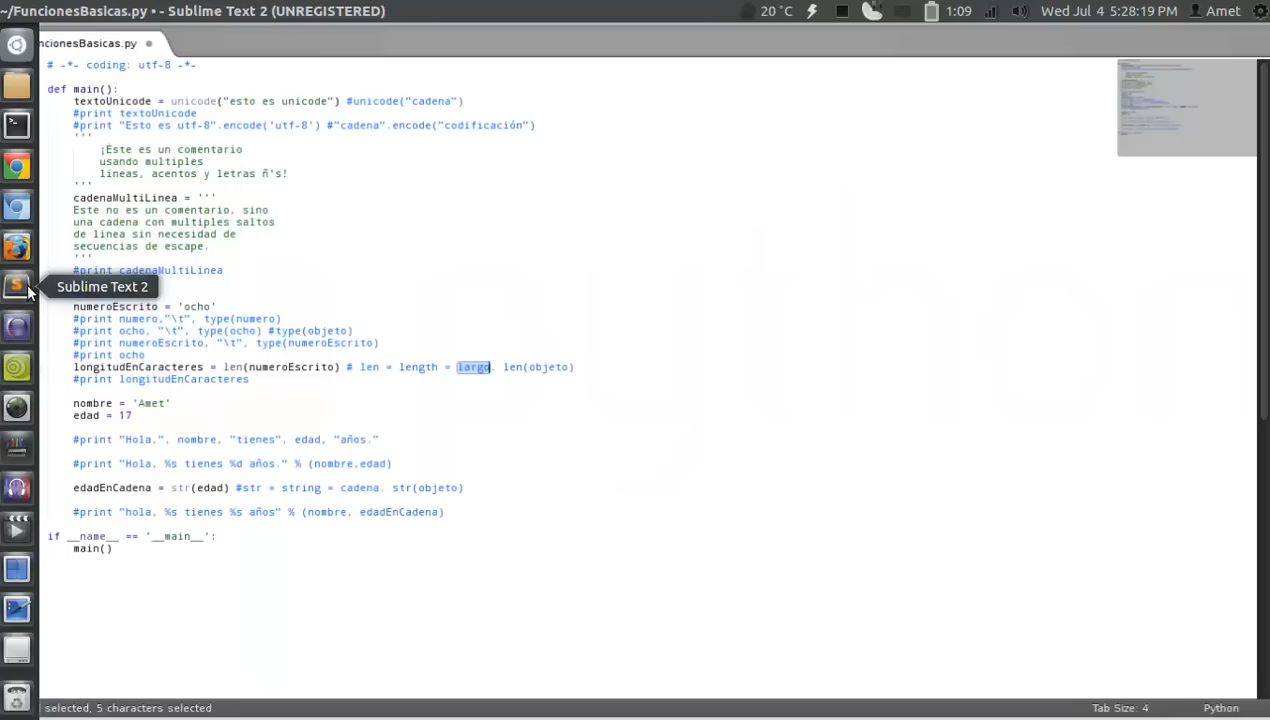 ~/FuncionesBasicas.py • - Sublime Text 2 (UNREGISTERED)
20 °C
1:09
Wed Jul 4 5:28:19 PM
Amet
ncionesBasicas.py
# -*- coding: utf-8 -*-
def main():
textoUnicode = unicode("esto es unicode") #unicode("cadena")
#print textoUnicode
#print "Esto es utf-8".encode('utf-8') #"cadena".encode("codificación")
'''
¡Este es un comentario
usando multiples
lineas, acentos y letras ñ's!
'''
cadenaMultiLinea = '''
Este no es un comentario, sino
una cadena con multiples saltos
de linea sin necesidad de
secuencias de escape.
'''
#print cadenaMultiLinea
Sublime Text 2
numeroEscrito = 'ocho'
#print numero,"\t", type(numero)
#print ocho, "\t", type(ocho) #type(objeto)
#print numeroEscrito, "\t", type(numeroEscrito)
#print ocho
longitudEnCaracteres = len(numeroEscrito) # len = length = largo. len(objeto)
#print longitudEnCaracteres
nombre = 'Amet'
edad = 17
#print "Hola,", nombre, "tienes", edad, "años."
#print "Hola, %s tienes %d años." % (nombre,edad)
edadEnCadena = str(edad) #str = string = cadena. str(objeto)
#print "hola, %s tienes %s años" % (nombre, edadEnCadena)
if __name__ == '__main__':
main()
selected, 5 characters selected
Tab Size: 4
Python